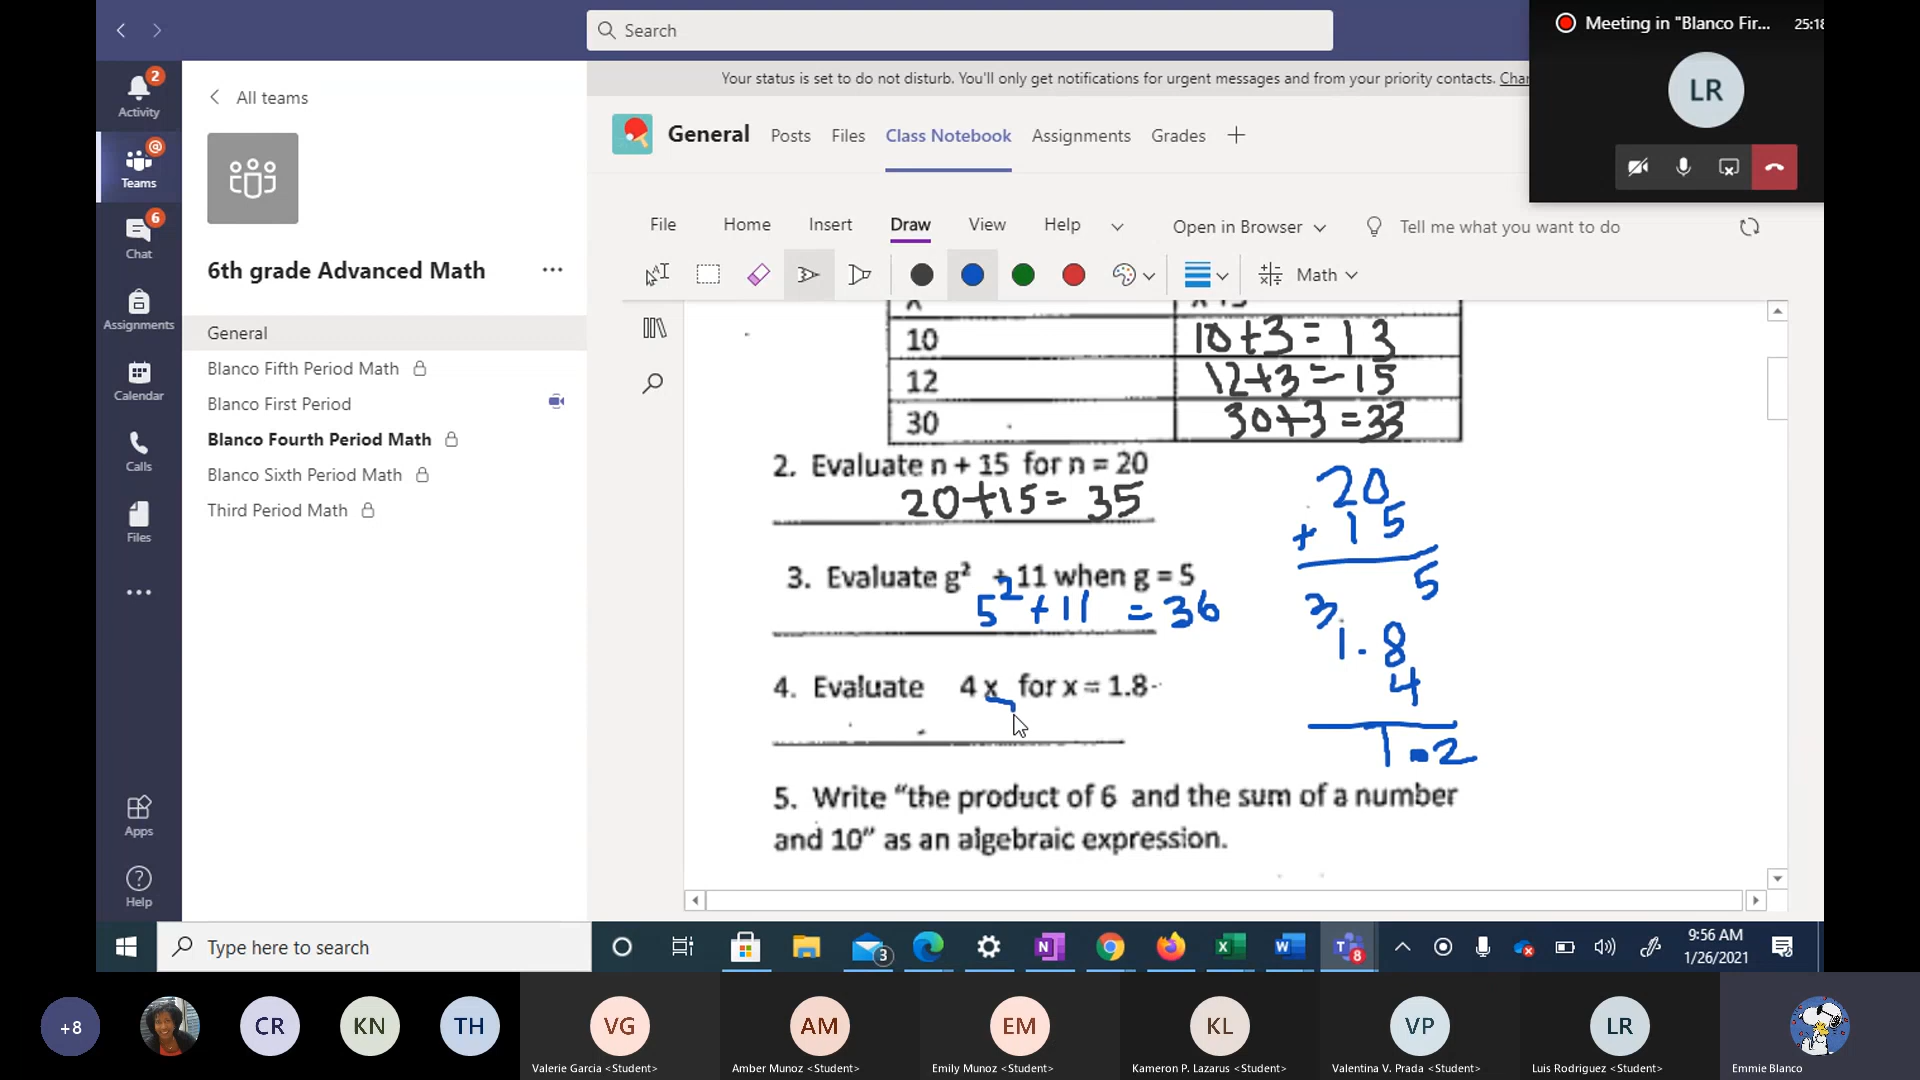 Search
Meeting in "Blanco Fir...
25:18
LR
Your status is set to do not disturb. You'll only get notifications for urgent messages and from your priority contacts.
2
Activity
@
Teams
6
Chat
Assignments
Calendar
Calls
Files
Apps
Help
All teams
6th grade Advanced Math
General
Blanco Fifth Period Math
Blanco First Period
Blanco Fourth Period Math
Blanco Sixth Period Math
Third Period Math
General
Posts
Files
Class Notebook
Assignments
Grades
File
Home
Insert
Draw
View
Help
Open in Browser
Tell me what you want to do
Math
10
10+3=13
12
12+3=15
30
30+3=33
2. Evaluate n + 15 for n = 20
20+15=35
20
+15
5
3. Evaluate g² + 11 when g = 5
5²+11 = 36
3
1.8
4
7.2
4. Evaluate 4x for x = 1.8
5. Write "the product of 6 and the sum of a number
and 10" as an algebraic expression.
Type here to search
3
8
9:56 AM
1/26/2021
+8
CR
KN
TH
VG
AM
EM
KL
VP
LR
Valerie Garcia <Student>
Amber Munoz <Student>
Emily Munoz <Student>
Kameron P. Lazarus <Student>
Valentina V. Prada <Student>
Luis Rodriguez <Student>
Emmie Blanco